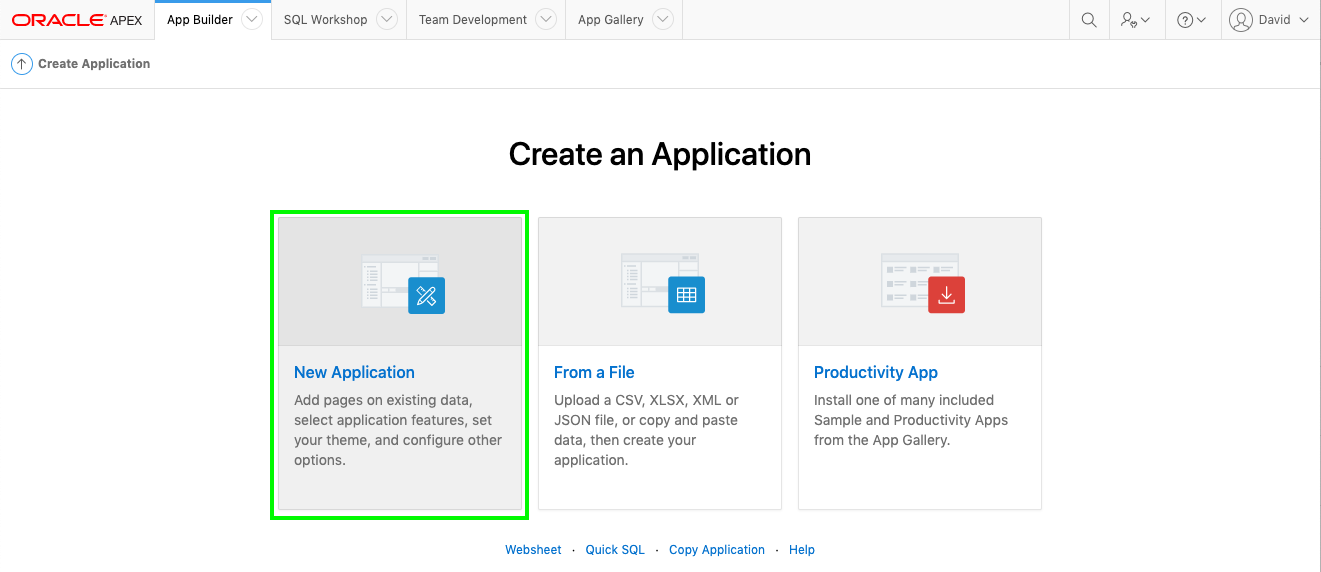 ORACLE APEX App Builder SQL Workshop Team Development App Gallery David
Create Application
Create an Application
New Application
Add pages on existing data,
select application features, set
your theme, and configure other
options.
From a File
Upload a CSV, XLSX, XML or
JSON file, or copy and paste
data, then create your
application.
Productivity App
Install one of many included
Sample and Productivity Apps
from the App Gallery.
Websheet · Quick SQL · Copy Application · Help